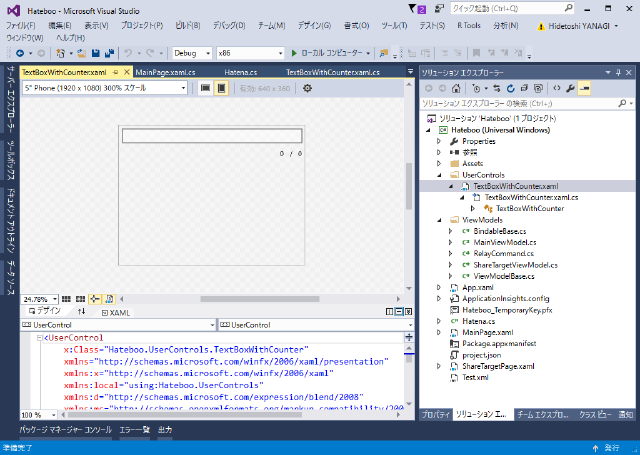 Hateboo - Microsoft Visual Studio
クイック起動 (Ctrl+Q)
ファイル(F) 編集(E) 表示(V) プロジェクト(P) ビルド(B) デバッグ(D) チーム(M) デザイン(G) 書式(O) ツール(T) テスト(S) R Tools 分析(N) Hidetoshi YANAGI
ウィンドウ(W) ヘルプ(H)
Debug x86 ローカル コンピューター
サーバー エクスプローラー
ツールボックス
ドキュメント アウトライン
データ ソース
TextBoxWithCounter.xaml MainPage.xaml.cs Hatena.cs TextBoxWithCounter.xaml.cs
5" Phone (1920 x 1080) 300% スケール 有効: 640 x 360
0 / 0
24.78%
デザイン XAML
UserControl UserControl
<UserControl
x:Class="Hateboo.UserControls.TextBoxWithCounter"
xmlns="http://schemas.microsoft.com/winfx/2006/xaml/presentation"
xmlns:x="http://schemas.microsoft.com/winfx/2006/xaml"
xmlns:local="using:Hateboo.UserControls"
xmlns:d="http://schemas.microsoft.com/expression/blend/2008"
xmlns:mc="http://schemas.openxmlformats.org/markup-compatibility/200
100 %
ソリューション エクスプローラー
ソリューション エクスプローラー の検索 (Ctrl+;)
ソリューション 'Hateboo' (1 プロジェクト)
Hateboo (Universal Windows)
Properties
参照
Assets
UserControls
TextBoxWithCounter.xaml
TextBoxWithCounter.xaml.cs
TextBoxWithCounter
ViewModels
BindableBase.cs
MainViewModel.cs
RelayCommand.cs
ShareTargetViewModel.cs
ViewModelBase.cs
App.xaml
ApplicationInsights.config
Hateboo_TemporaryKey.pfx
Hatena.cs
MainPage.xaml
Package.appxmanifest
project.json
ShareTargetPage.xaml
Test.xml
プロパティ ソリューション エ... チーム エクスプロ... クラス ビュー 通知
パッケージ マネージャー コンソール エラー一覧 出力
準備完了 発行